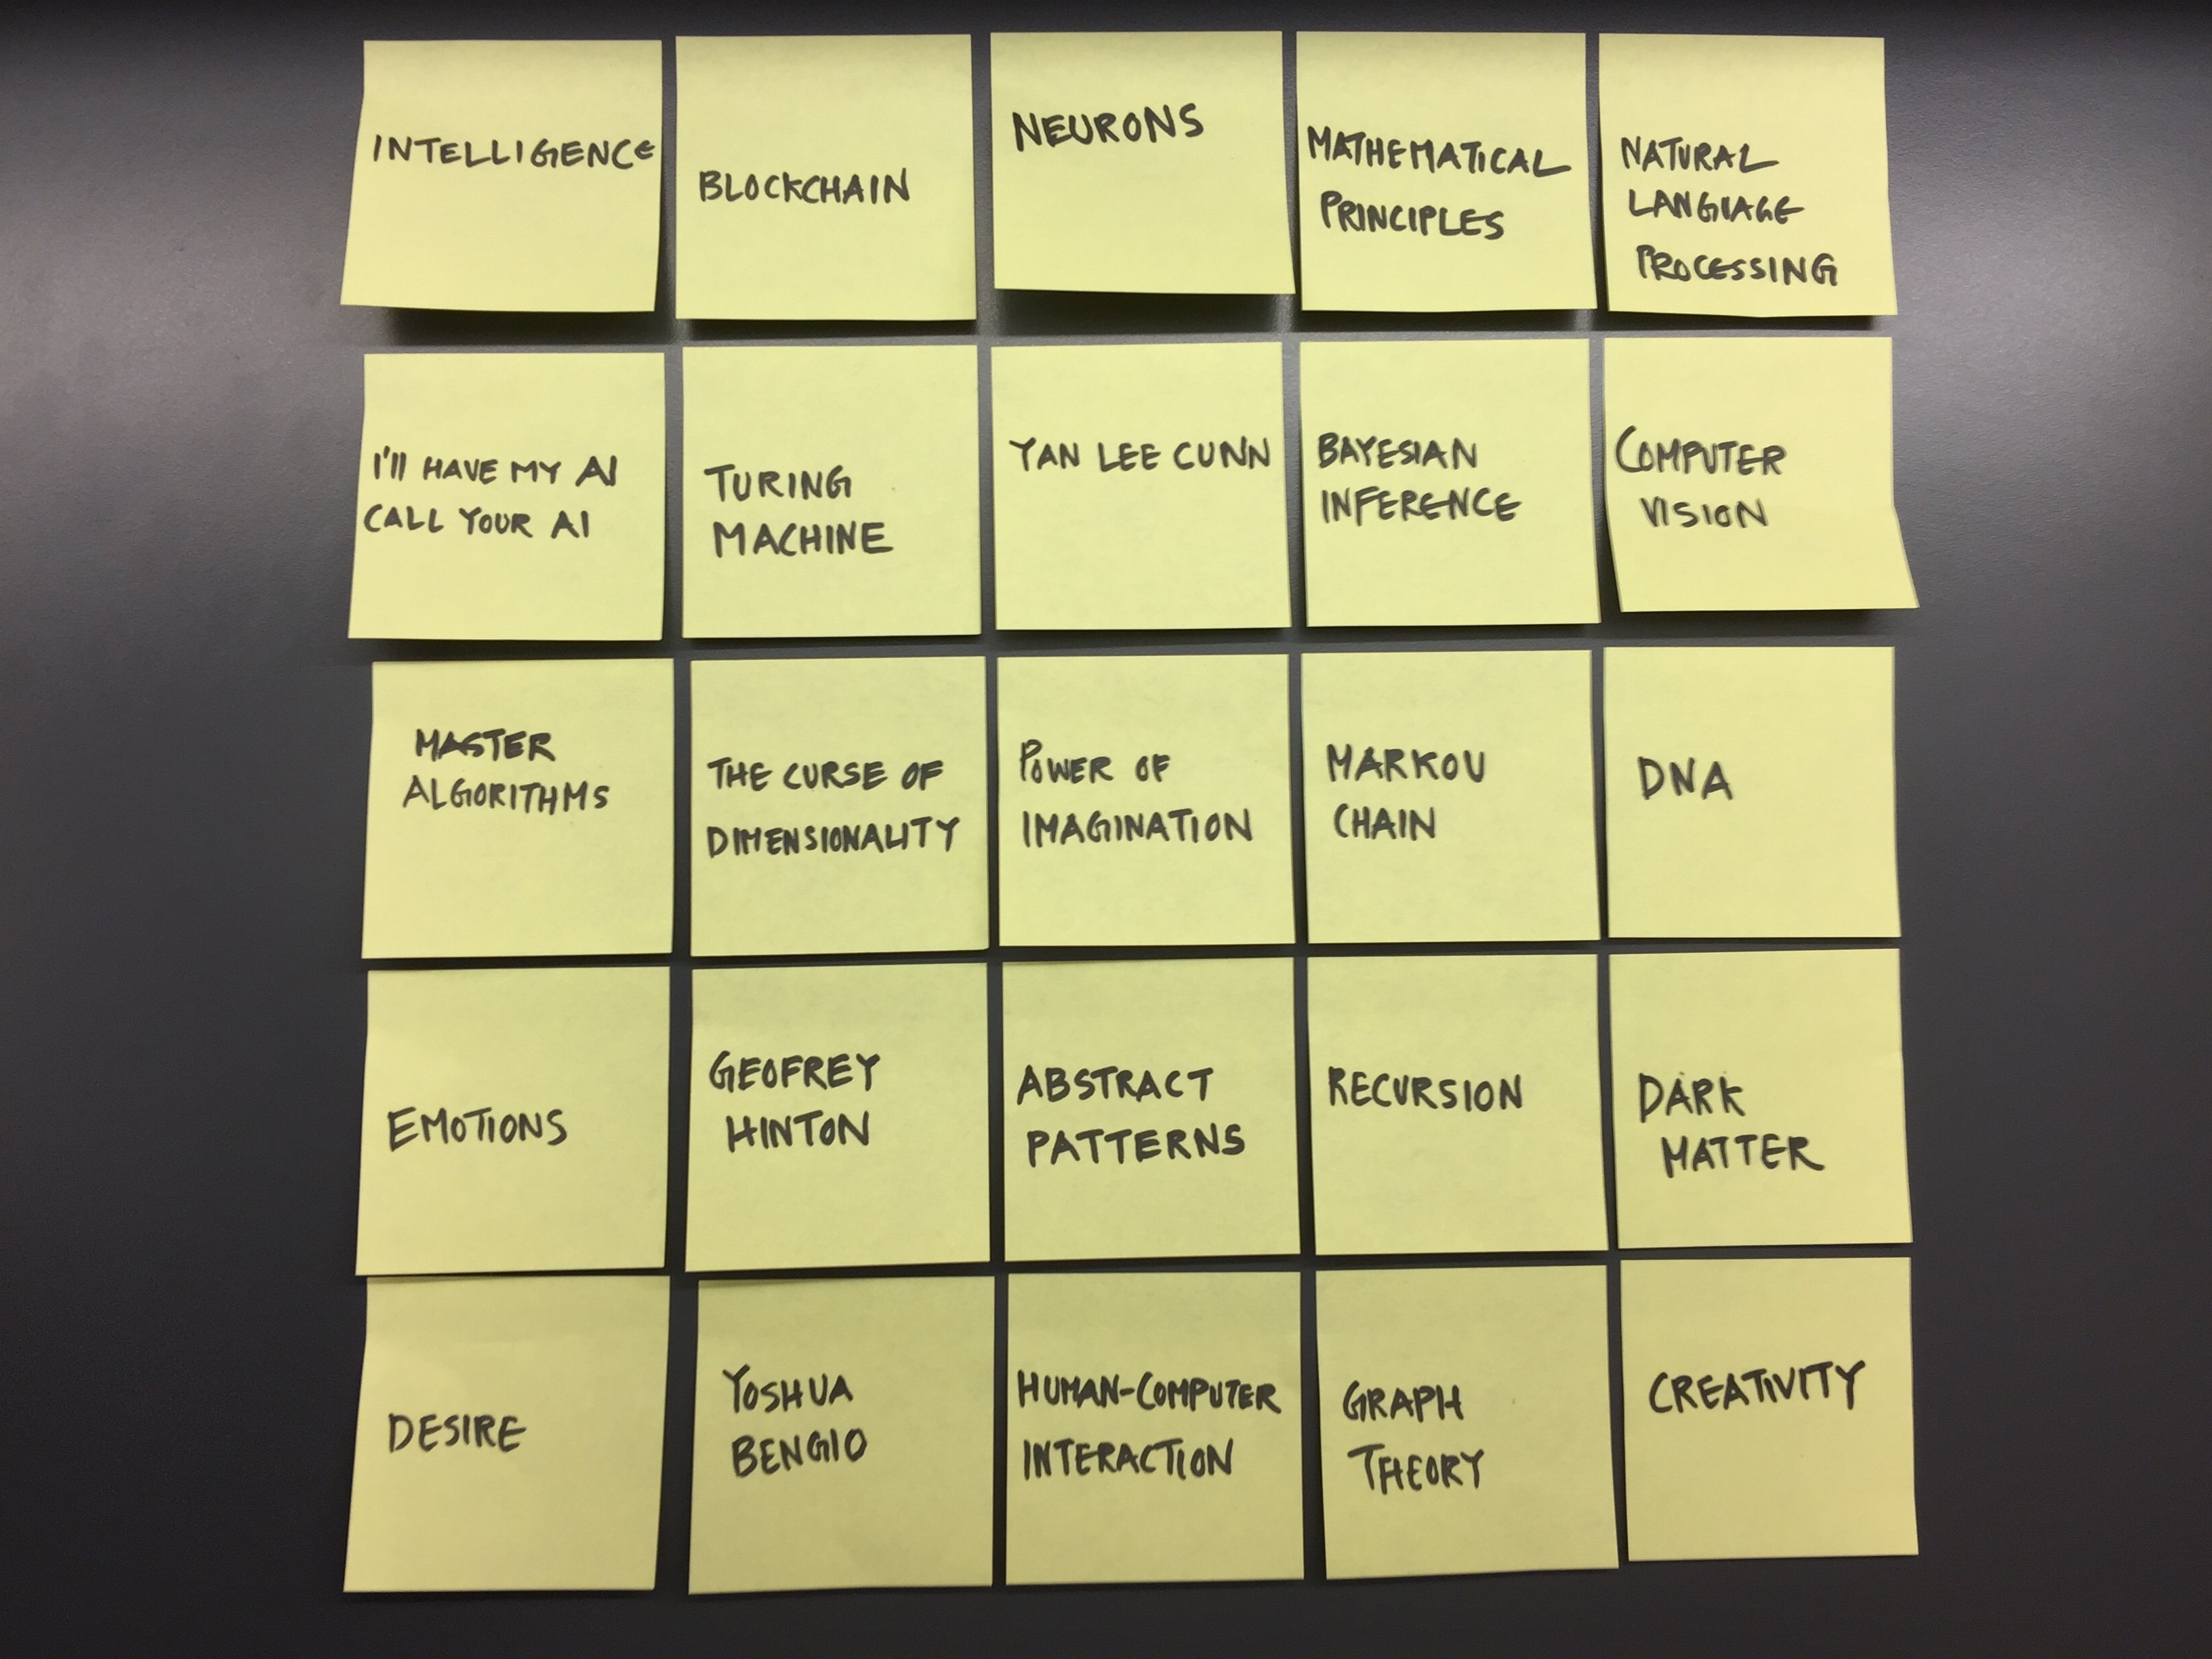 INTELLIGENCE
BLOCKCHAIN
NEURONS
MATHEMATICAL
PRINCIPLES
NATURAL
LANGUAGE
PROCESSING
I'll HAVE MY AI
CALL YOUR AI
TURING
MACHINE
YAN LEE CUNN
BAYESIAN
INFERENCE
COMPUTER
VISION
MASTER
ALGORITHMS
THE CURSE OF
DIMENSIONALITY
POWER OF
IMAGINATION
MARKOV
CHAIN
DNA
EMOTIONS
GEOFREY
HINTON
ABSTRACT
PATTERNS
RECURSION
DARK
MATTER
DESIRE
YOSHUA
BENGIO
HUMAN-COMPUTER
INTERACTION
GRAPH
THEORY
CREATIVITY